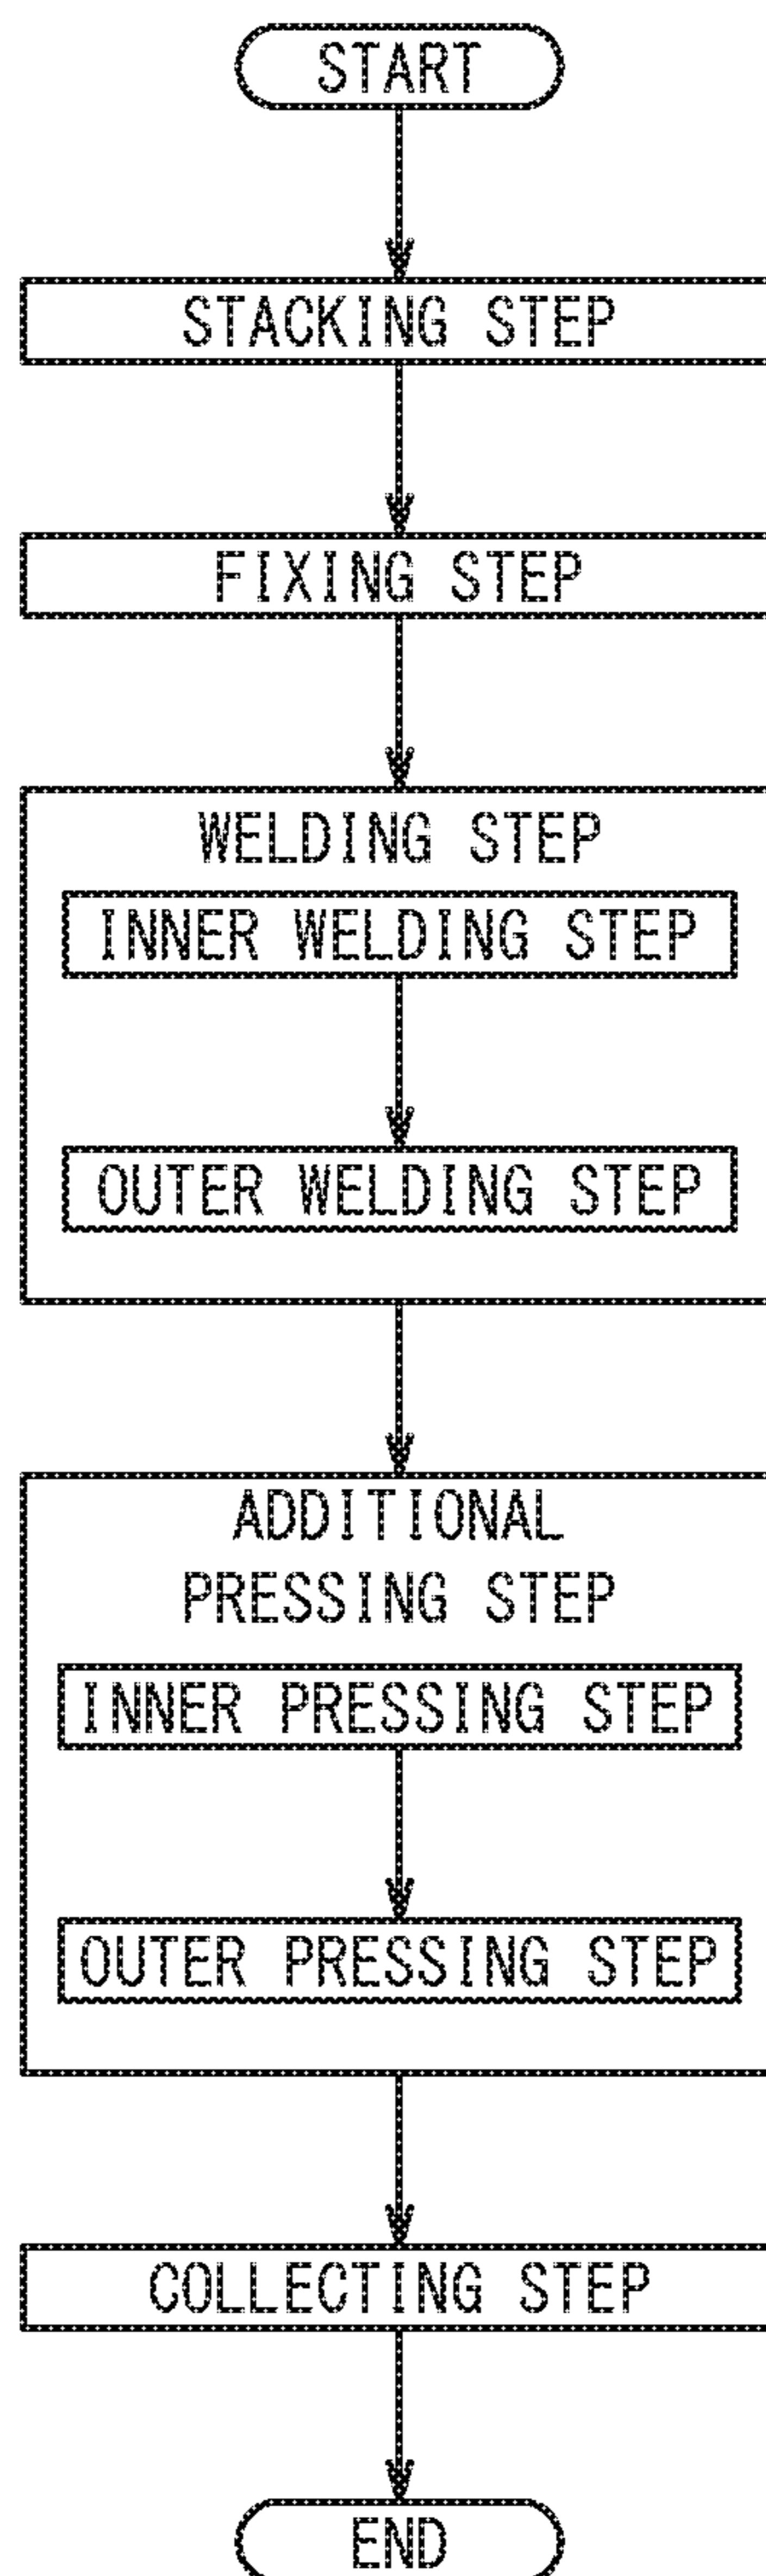 START
STACKING STEP
FIXING STEP
WELDING STEP
INNER WELDING STEP
OUTER WELDING STEP
ADDITIONAL
PRESSING STEP
INNER PRESSING STEP
OUTER PRESSING STEP
COLLECTING STEP
END